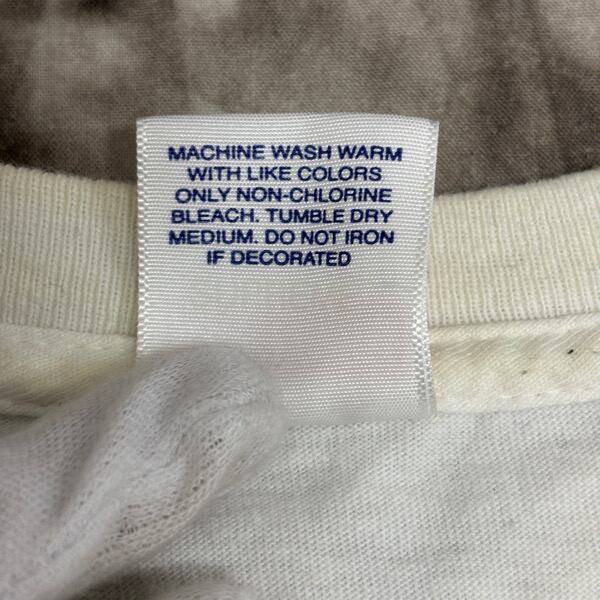 MACHINE WASH WARM
WITH LIKE COLORS
ONLY NON-CHLORINE
BLEACH. TUMBLE DRY
MEDIUM. DO NOT IRON
IF DECORATED